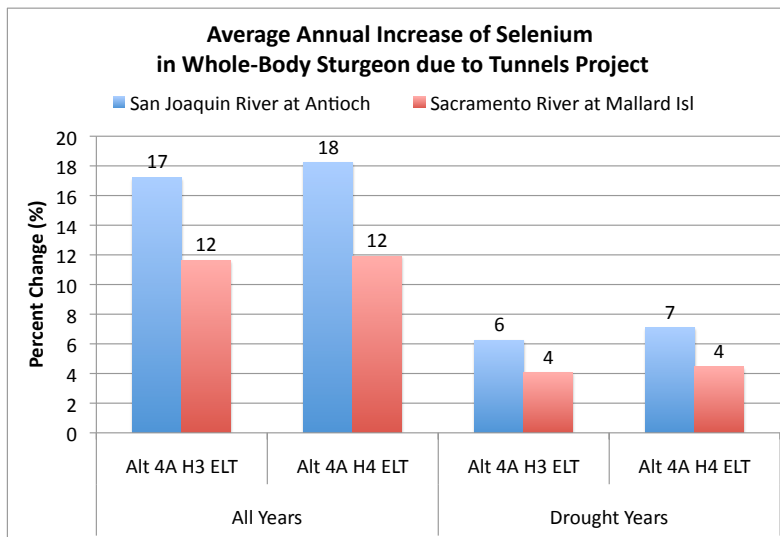 Average Annual Increase of Selenium
in Whole-Body Sturgeon due to Tunnels Project
San Joaquin River at Antioch
Sacramento River at Mallard Isl
Percent Change (%)
20
18
16
14
12
10
8
6
4
2
0
17
12
18
12
6
4
7
4
Alt 4A H3 ELT
Alt 4A H4 ELT
Alt 4A H3 ELT
Alt 4A H4 ELT
All Years
Drought Years